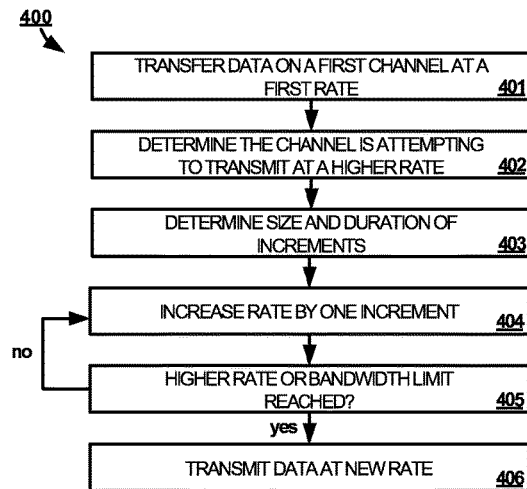 400
TRANSFER DATA ON A FIRST CHANNEL AT A
FIRST RATE
401
DETERMINE THE CHANNEL IS ATTEMPTING
TO TRANSMIT AT A HIGHER RATE
402
DETERMINE SIZE AND DURATION OF
INCREMENTS
403
INCREASE RATE BY ONE INCREMENT
404
no
HIGHER RATE OR BANDWIDTH LIMIT
REACHED?
405
yes
TRANSMIT DATA AT NEW RATE
406